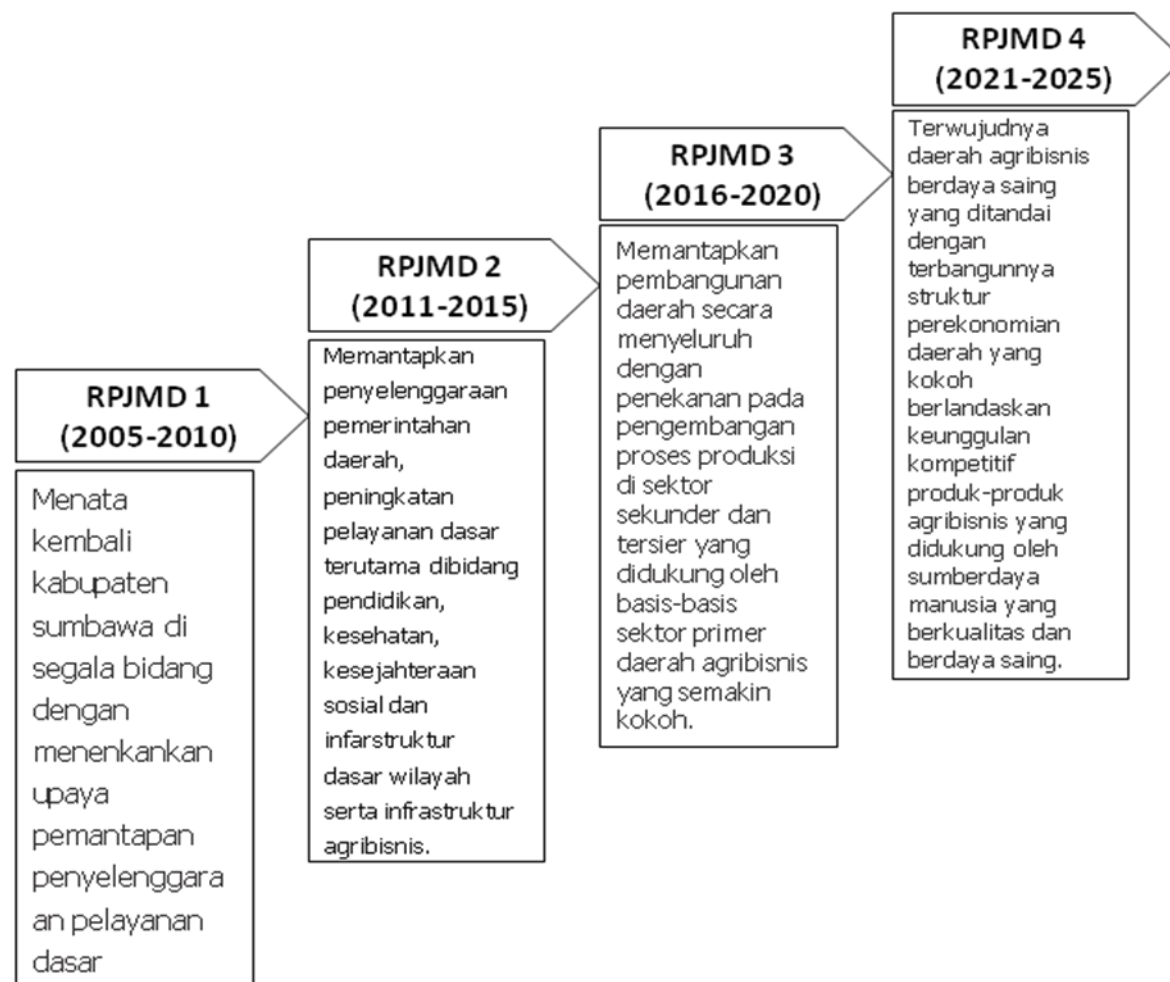 RPJMD 1
(2005-2010)
Menata
kembali
kabupaten
sumbawa di
segala bidang
dengan
menenkankan
upaya
pemantapan
penyelenggara
an pelayanan
dasar
RPJMD 2
(2011-2015)
Memantapkan
penyelenggaraan
pemerintahan
daerah,
peningkatan
pelayanan dasar
terutama dibidang
pendidikan,
kesehatan,
kesejahteraan
sosial dan
infarstruktur
dasar wilayah
serta infrastruktur
agribisnis.
RPJMD 3
(2016-2020)
Memantapkan
pembangunan
daerah secara
menyeluruh
dengan
penekanan pada
pengembangan
proses produksi
di sektor
sekunder dan
tersier yang
didukung oleh
basis-basis
sektor primer
daerah agribisnis
yang semakin
kokoh.
RPJMD 4
(2021-2025)
Terwujudnya
daerah agribisnis
berdaya saing
yang ditandai
dengan
terbangunnya
struktur
perekonomian
daerah yang
kokoh
berlandaskan
keunggulan
kompetitif
produk-produk
agribisnis yang
didukung oleh
sumberdaya
manusia yang
berkualitas dan
berdaya saing.